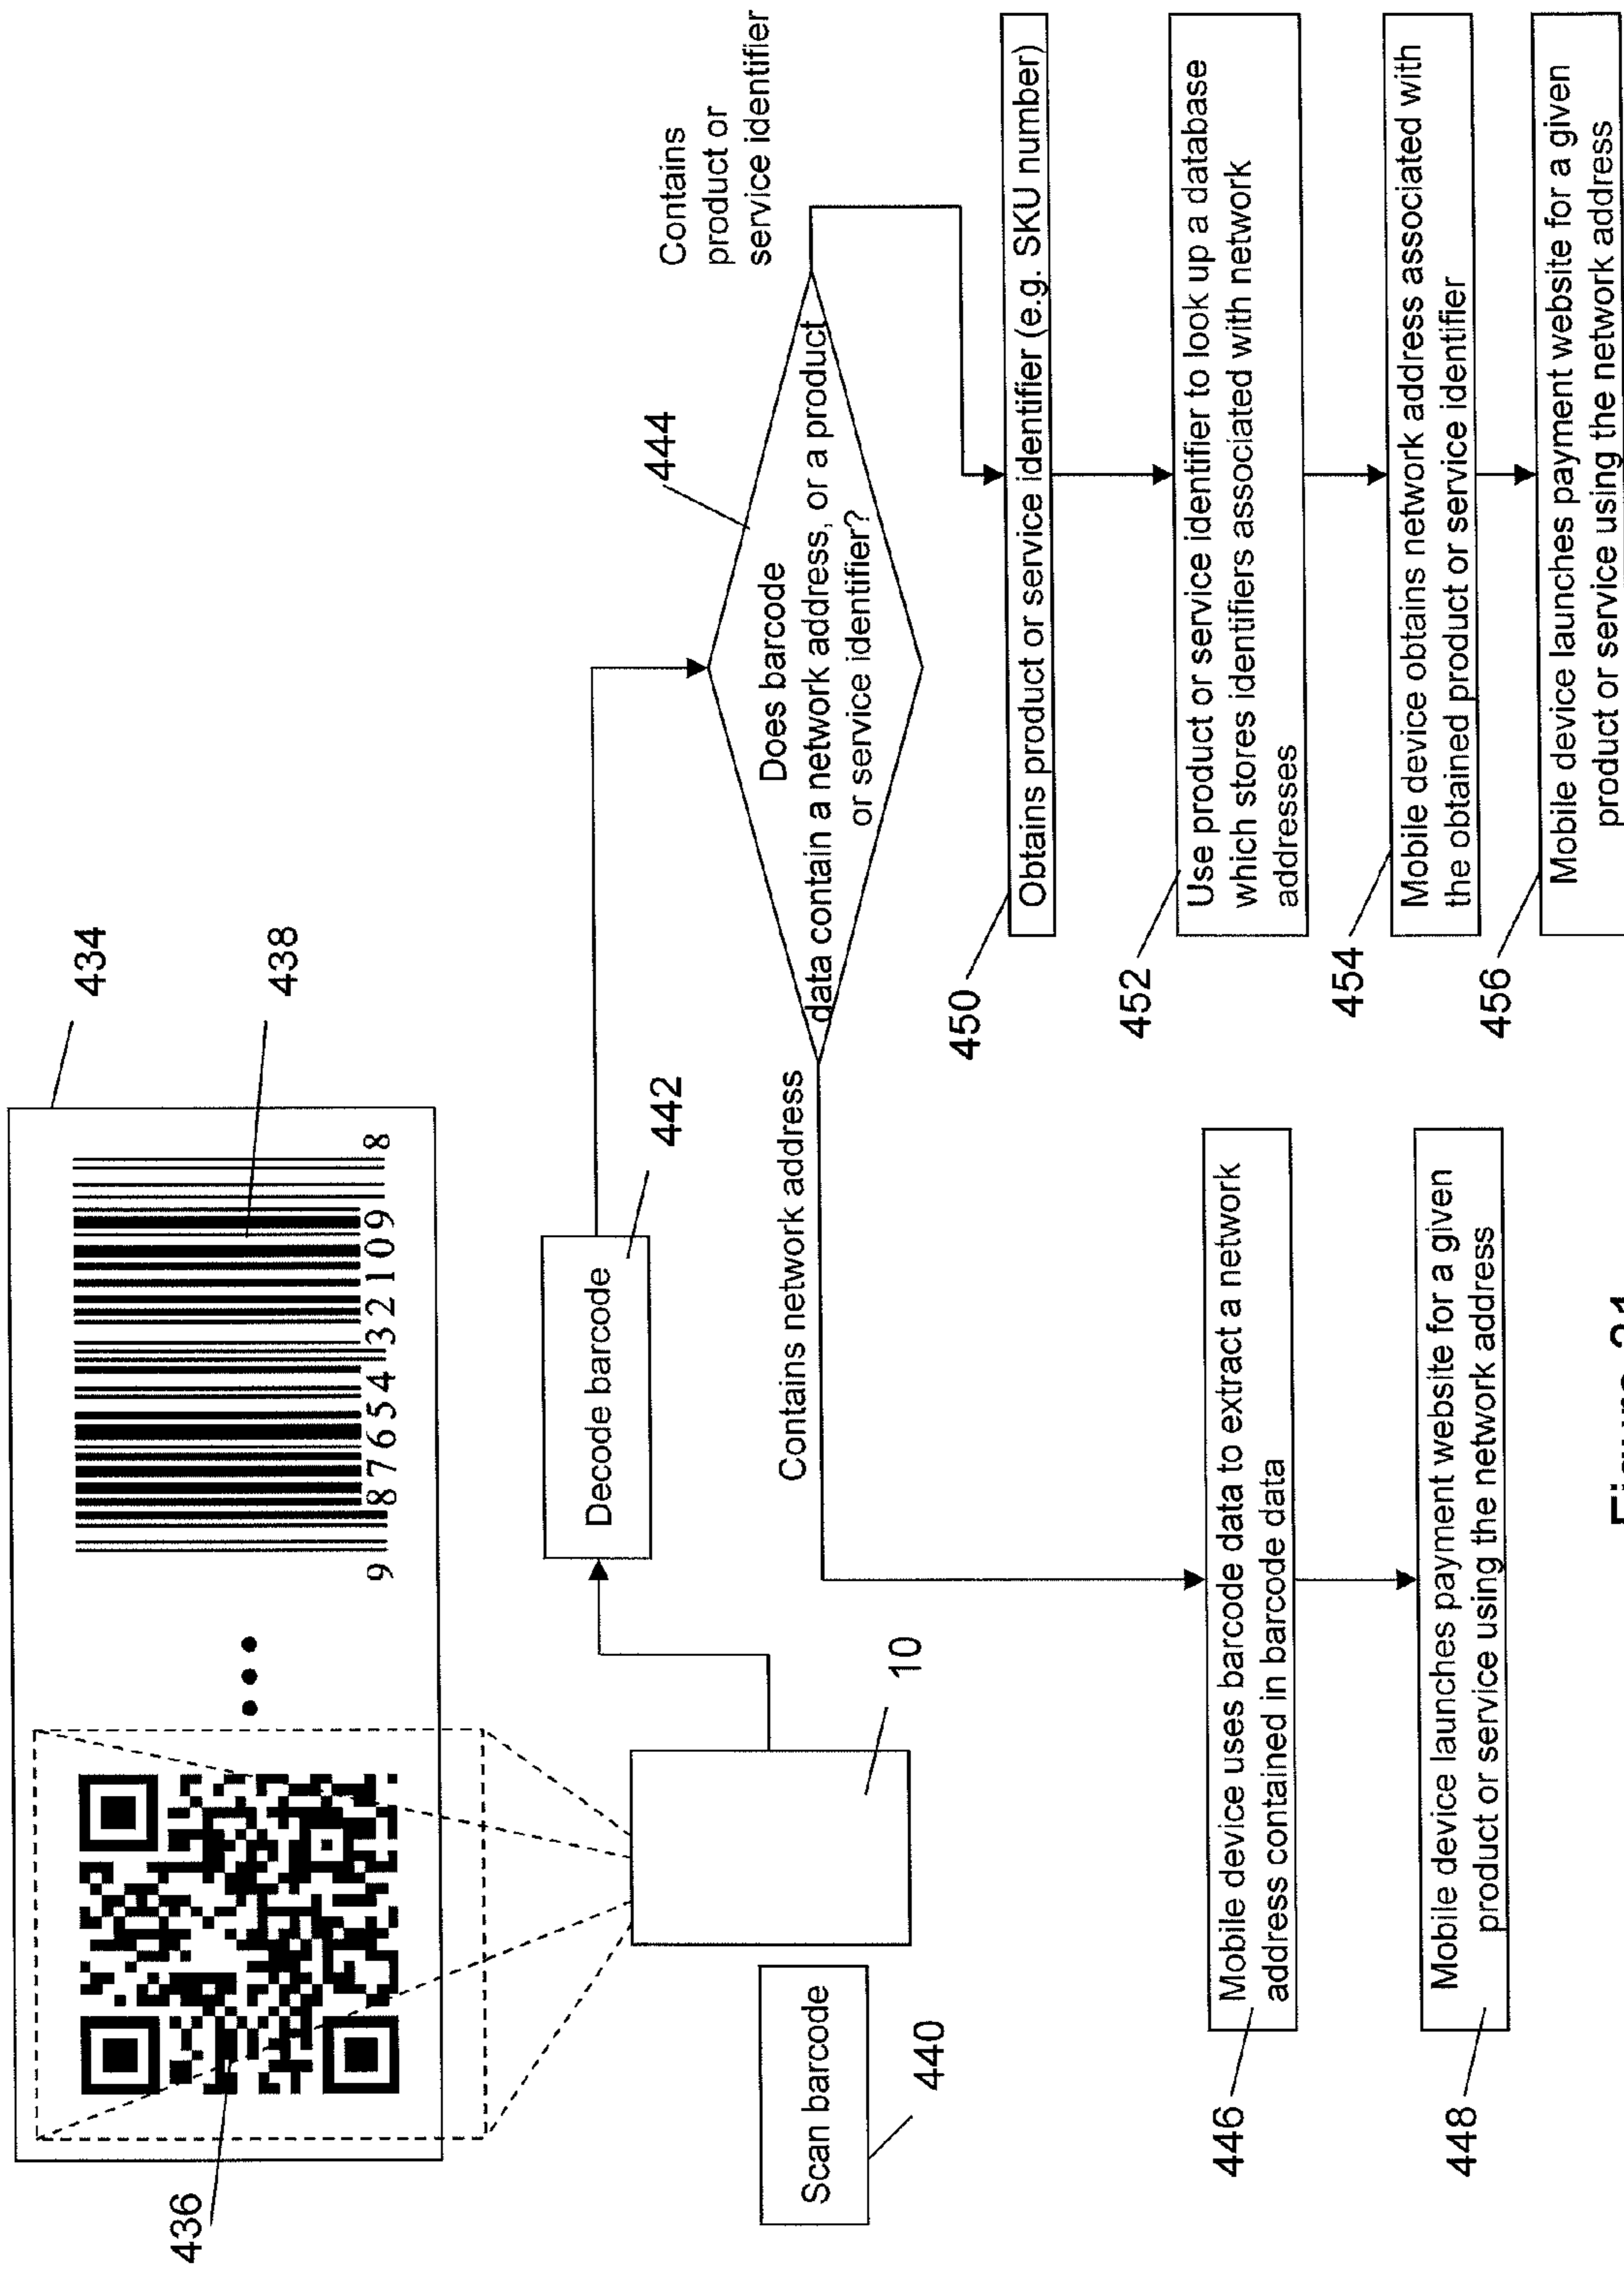 434
438
436
9 87654 32109 8
Decode barcode
442
10
Scan barcode
440
444
Does barcode
data contain a network address, or a product
or service identifier?
Contains network address
Contains
product or
service identifier
446
Mobile device uses barcode data to extract a network
address contained in barcode data
448
Mobile device launches payment website for a given
product or service using the network address
450
Obtains product or service identifier (e.g. SKU number)
452
Use product or service identifier to look up a database
which stores identifiers associated with network
addresses
454
Mobile device obtains network address associated with
the obtained product or service identifier
456
Mobile device launches payment website for a given
product or service using the network address